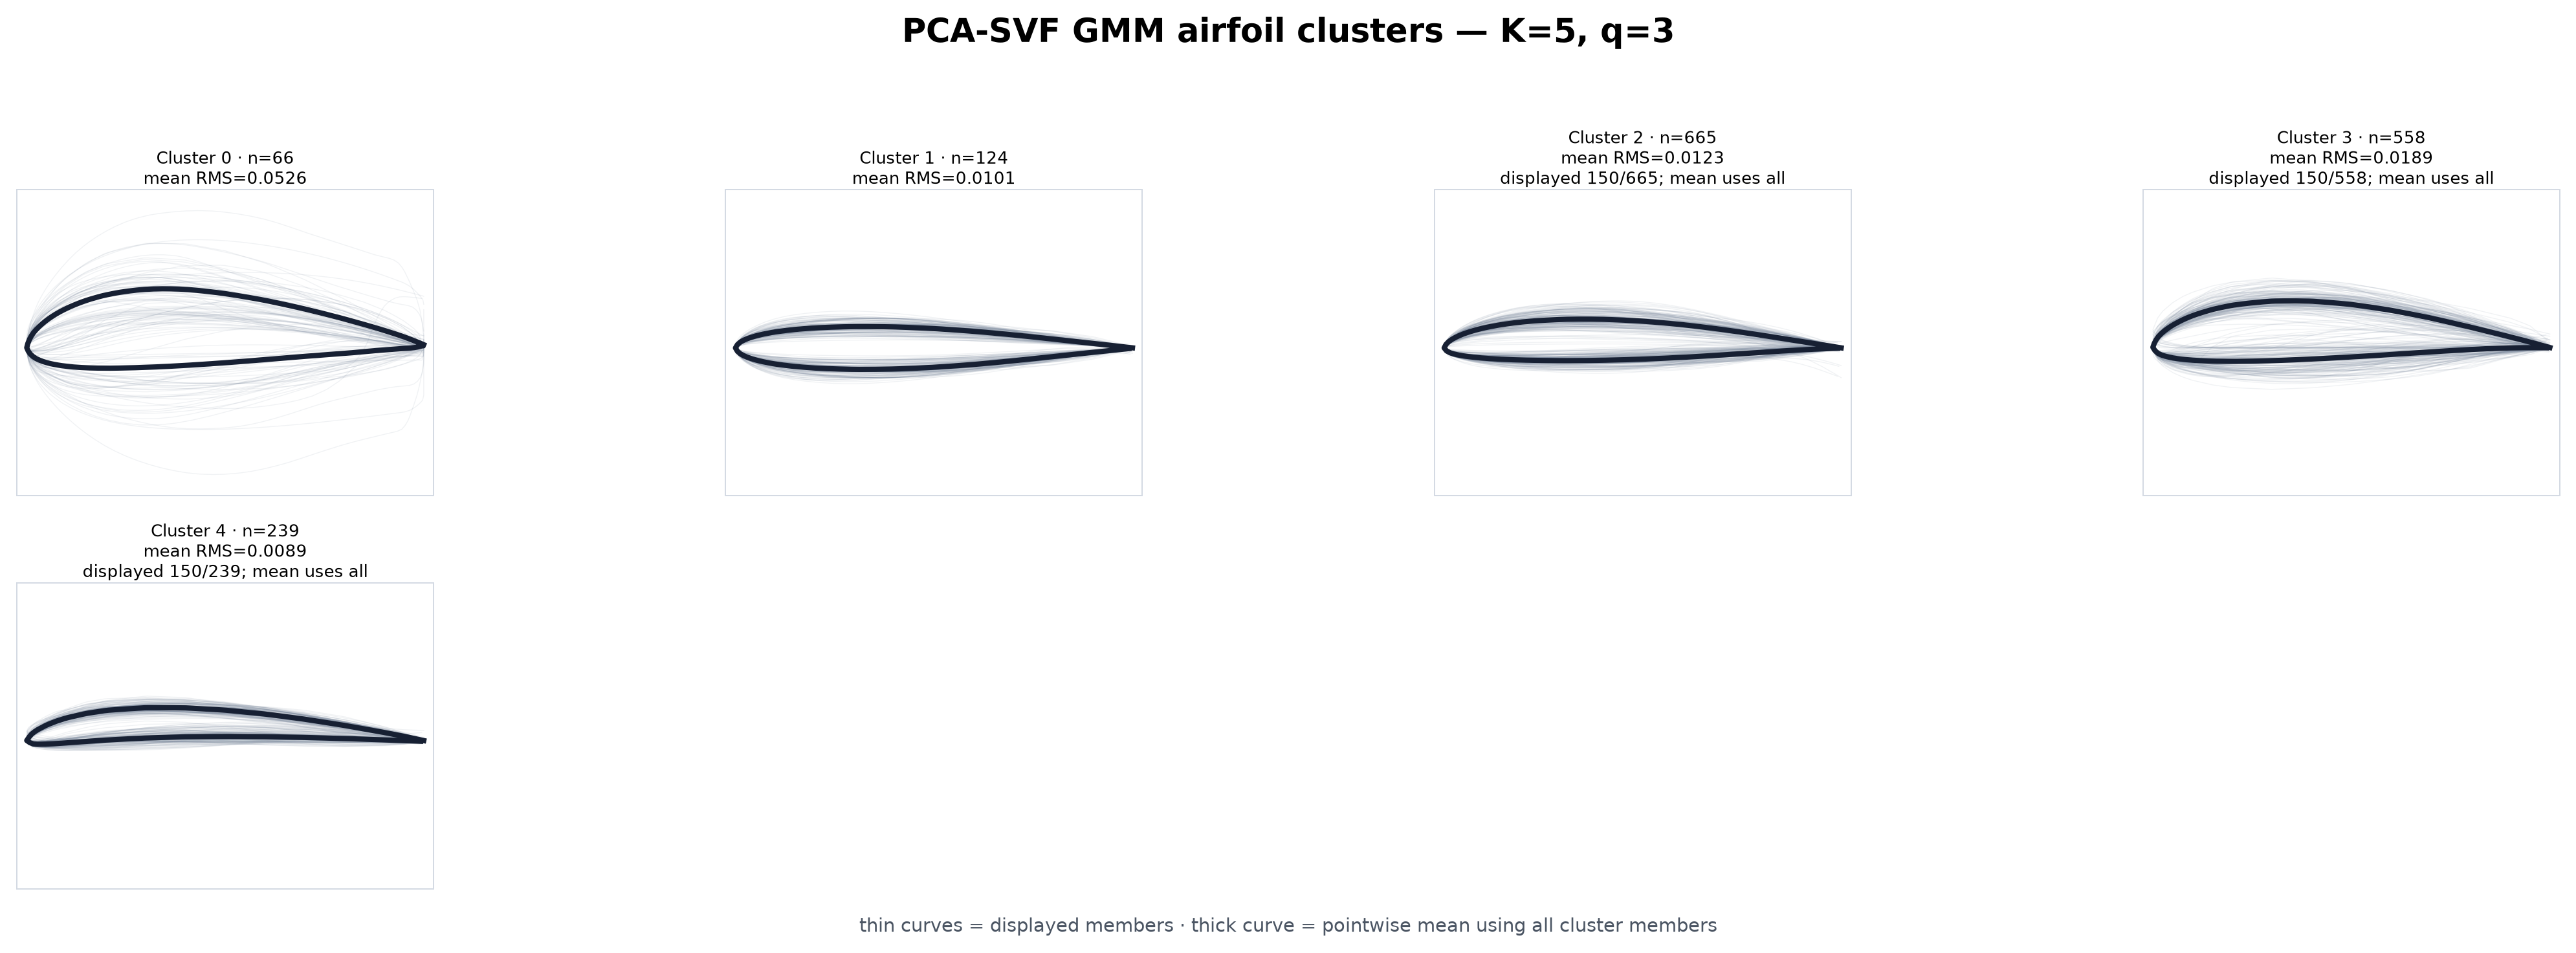 PCA-SVF GMM airfoil clusters — K=5, q=3
Cluster 0 · n=66
mean RMS=0.0526
Cluster 1 · n=124
mean RMS=0.0101
Cluster 2 · n=665
mean RMS=0.0123
displayed 150/665; mean uses all
Cluster 3 · n=558
mean RMS=0.0189
displayed 150/558; mean uses all
Cluster 4 · n=239
mean RMS=0.0089
displayed 150/239; mean uses all
thin curves = displayed members · thick curve = pointwise mean using all cluster members